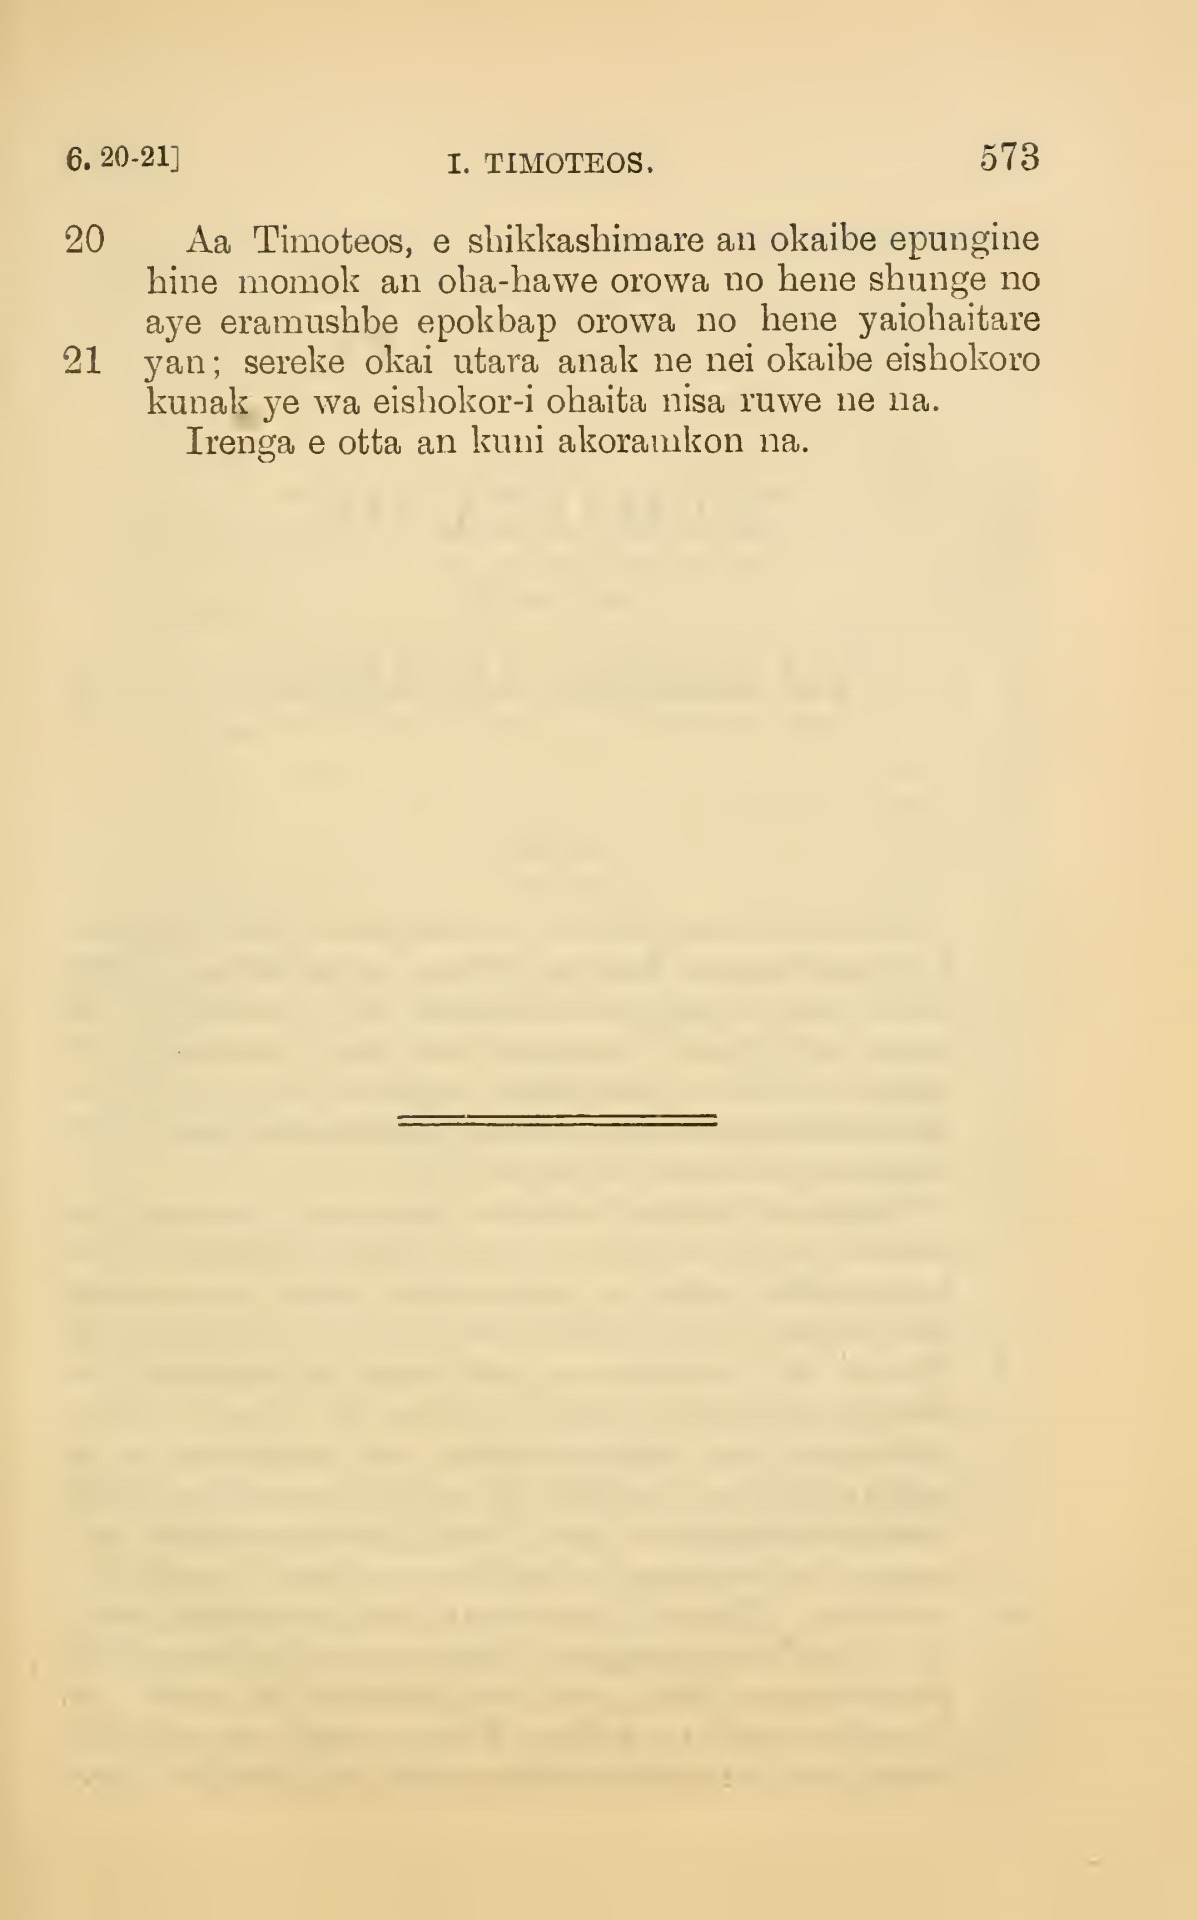 6. 20-21] I. TIMOTEOS. 573
20 Aa Timoteos, e shikkashimare an okaibe epungine
hine momok an oha-hawe orowa no hene shunge no
aye eramushbe epokbap orowa no hene yaiohaitare
21 yan; sereke okai utara anak ne nei okaibe eishokoro
kunak ye wa eishokor-i ohaita nisa ruwe ne na.
Irenga e otta an kuni akoramkon na.